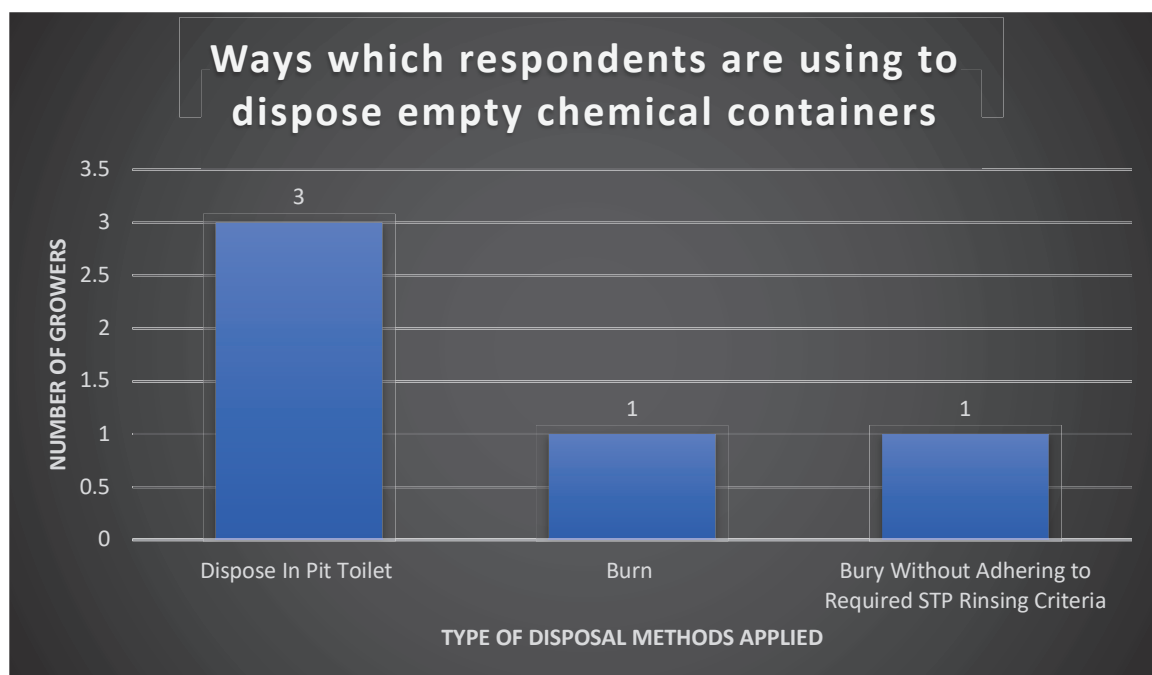 Ways which respondents are using to
dispose empty chemical containers
3.5
3
2.5
2
1.5
1
0.5
0
NUMBER OF GROWERS
3
1
1
Dispose In Pit Toilet
Burn
Bury Without Adhering to
Required STP Rinsing Criteria
TYPE OF DISPOSAL METHODS APPLIED